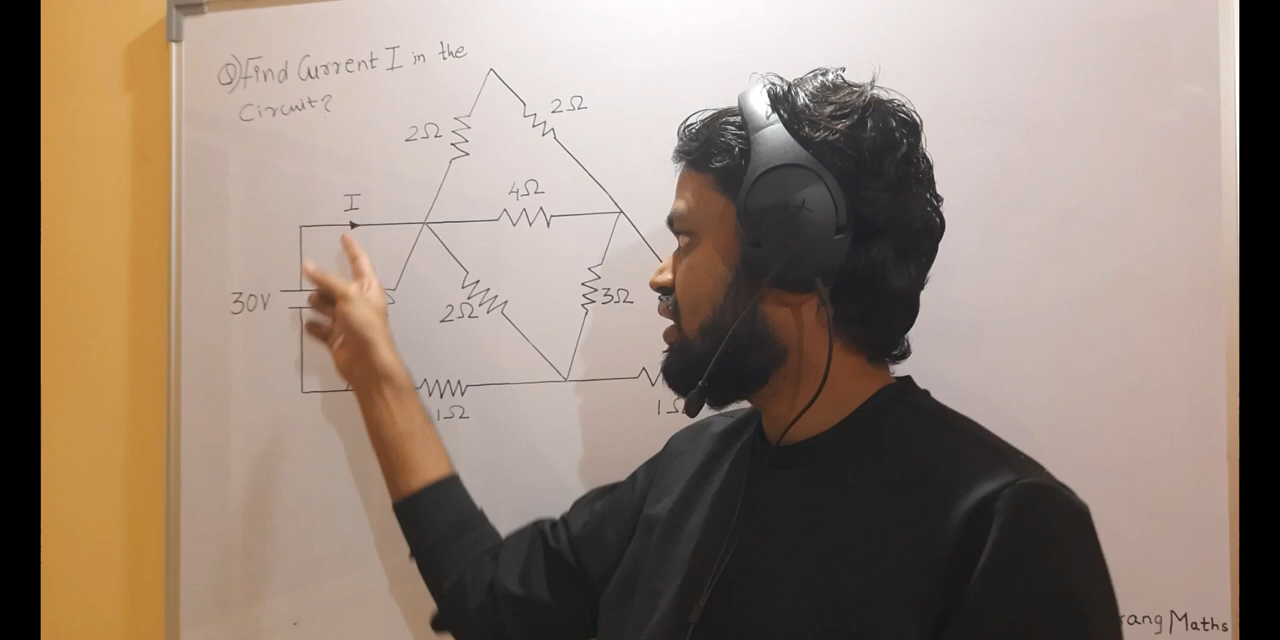 Q) Find Current I in the
Circuit?
2Ω
2Ω
4Ω
I
30V
2Ω
3Ω
1Ω
1Ω
rang Maths